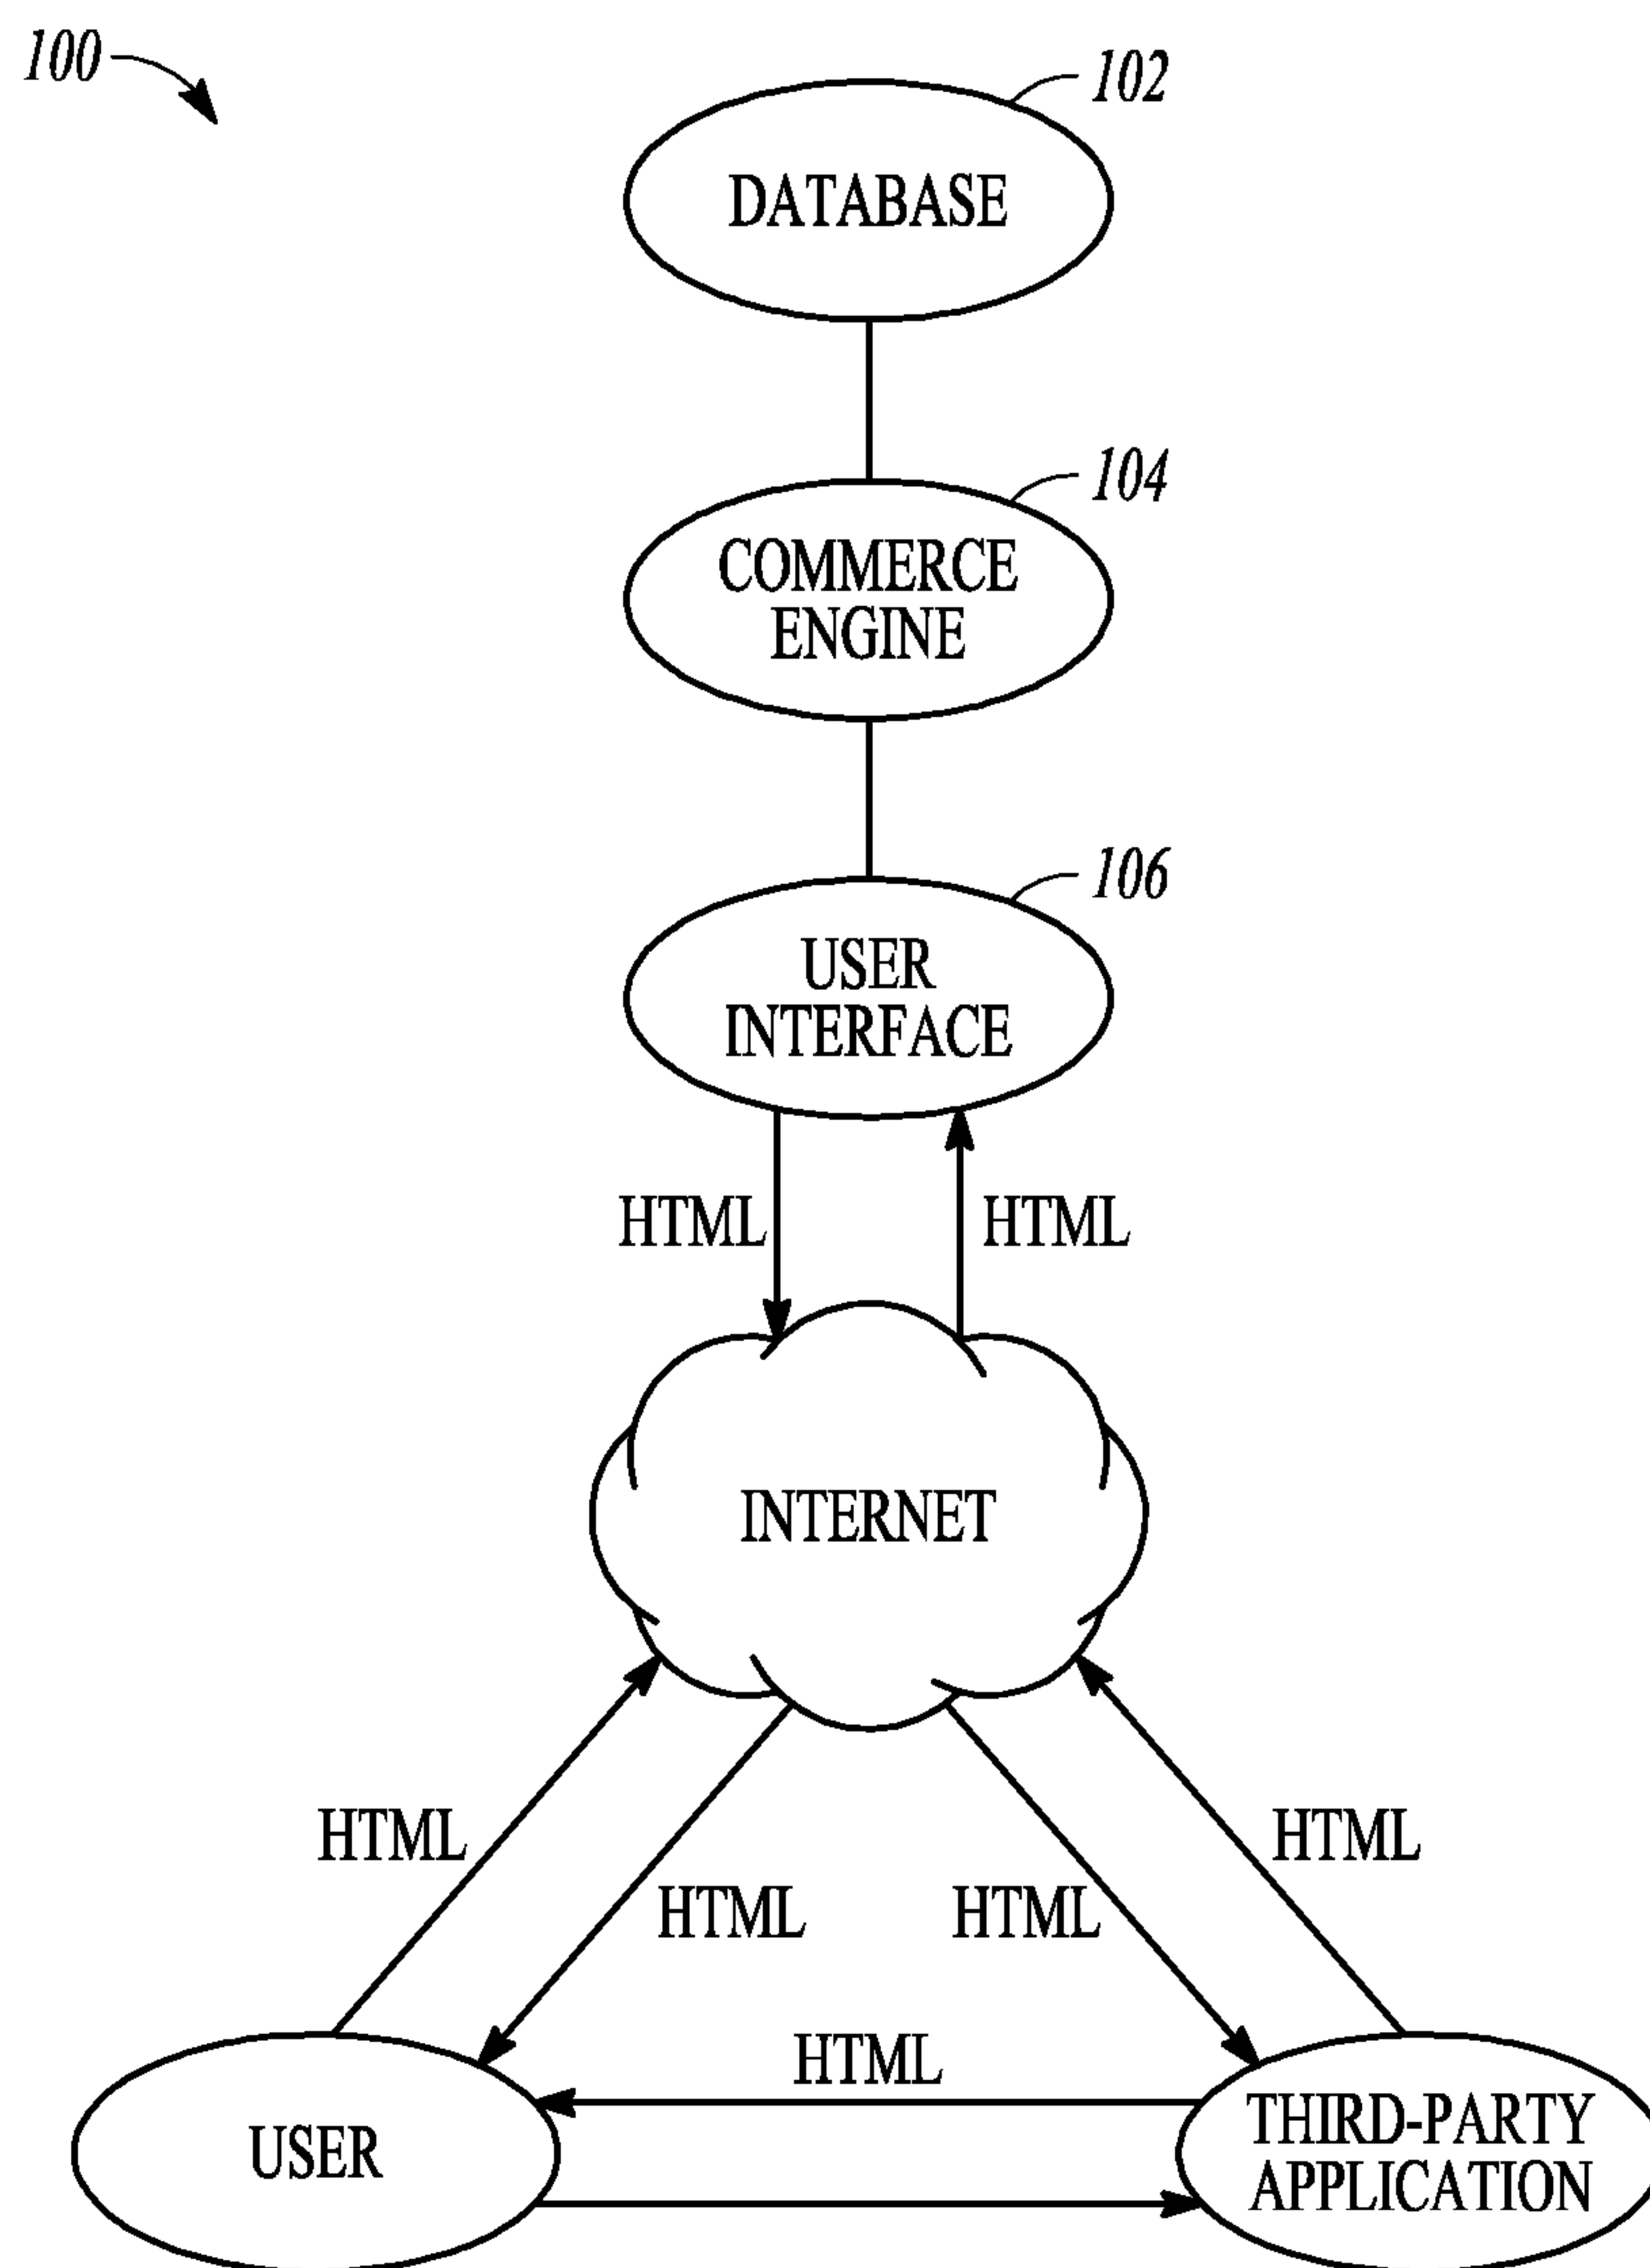 100
102
DATABASE
104
COMMERCE
ENGINE
106
USER
INTERFACE
HTML
HTML
INTERNET
HTML
HTML
HTML
HTML
HTML
USER
THIRD-PARTY
APPLICATION